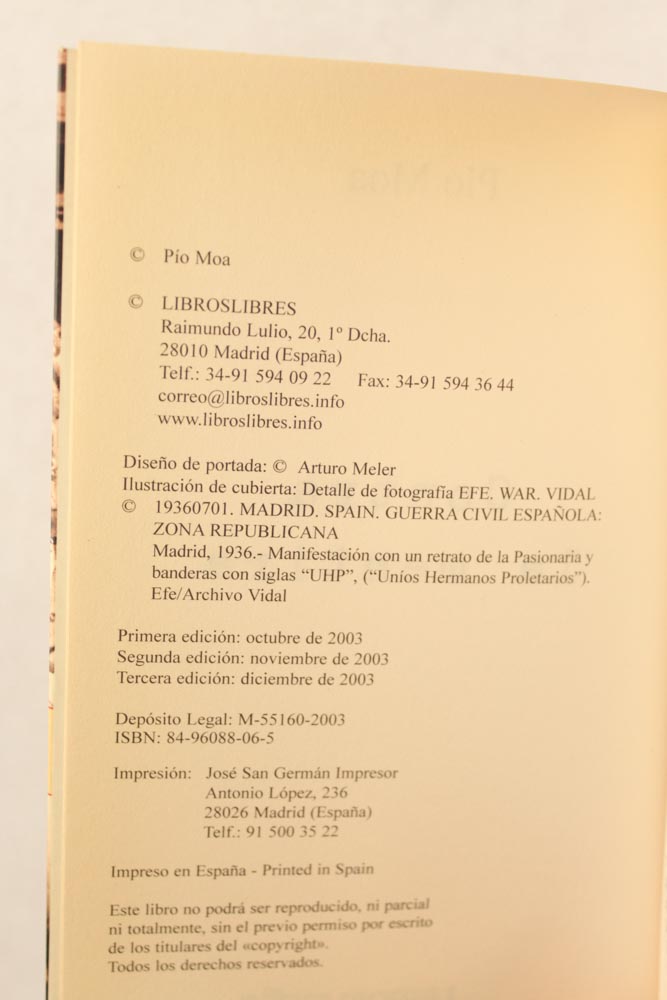 © Pío Moa
© LIBROSLIBRES
Raimundo Lulio, 20, 1º Dcha.
28010 Madrid (España)
Telf.: 34-91 594 09 22 Fax: 34-91 594 36 44
correo@libroslibres.info
www.libroslibres.info
Diseño de portada: © Arturo Meler
Ilustración de cubierta: Detalle de fotografía EFE. WAR. VIDAL
© 19360701. MADRID. SPAIN. GUERRA CIVIL ESPAÑOLA:
ZONA REPUBLICANA
Madrid, 1936.- Manifestación con un retrato de la Pasionaria y
banderas con siglas “UHP”, (“Uníos Hermanos Proletarios”).
Efe/Archivo Vidal
Primera edición: octubre de 2003
Segunda edición: noviembre de 2003
Tercera edición: diciembre de 2003
Depósito Legal: M-55160-2003
ISBN: 84-96088-06-5
Impresión: José San Germán Impresor
Antonio López, 236
28026 Madrid (España)
Telf.: 91 500 35 22
Impreso en España - Printed in Spain
Este libro no podrá ser reproducido, ni parcial
ni totalmente, sin el previo permiso por escrito
de los titulares del «copyright».
Todos los derechos reservados.